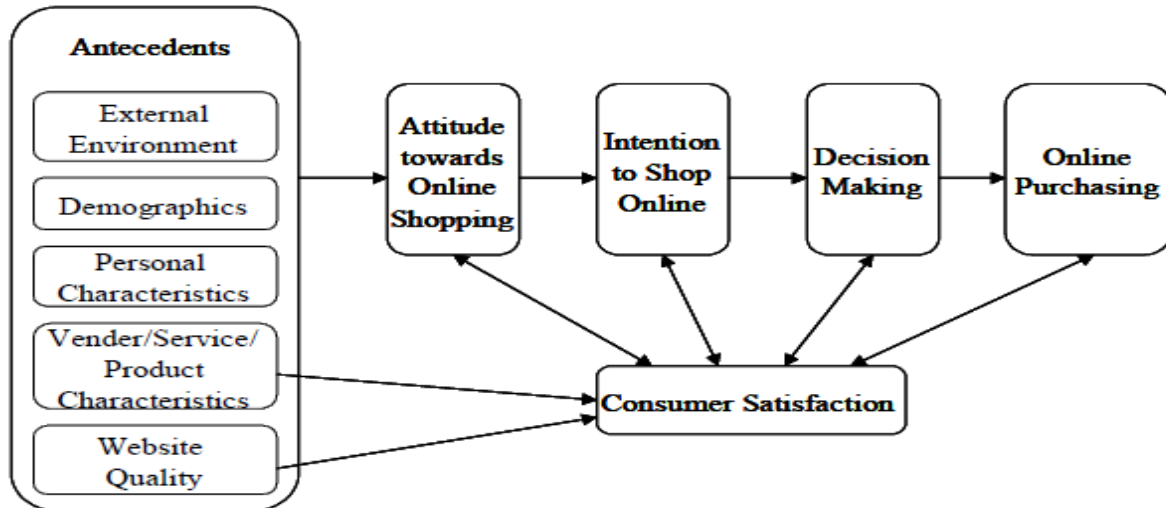 Antecedents
External
Environment
Demographics
Personal
Characteristics
Vender/Service/
Product
Characteristics
Website
Quality
Attitude
towards
Online
Shopping
Intention
to Shop
Online
Decision
Making
Online
Purchasing
Consumer Satisfaction